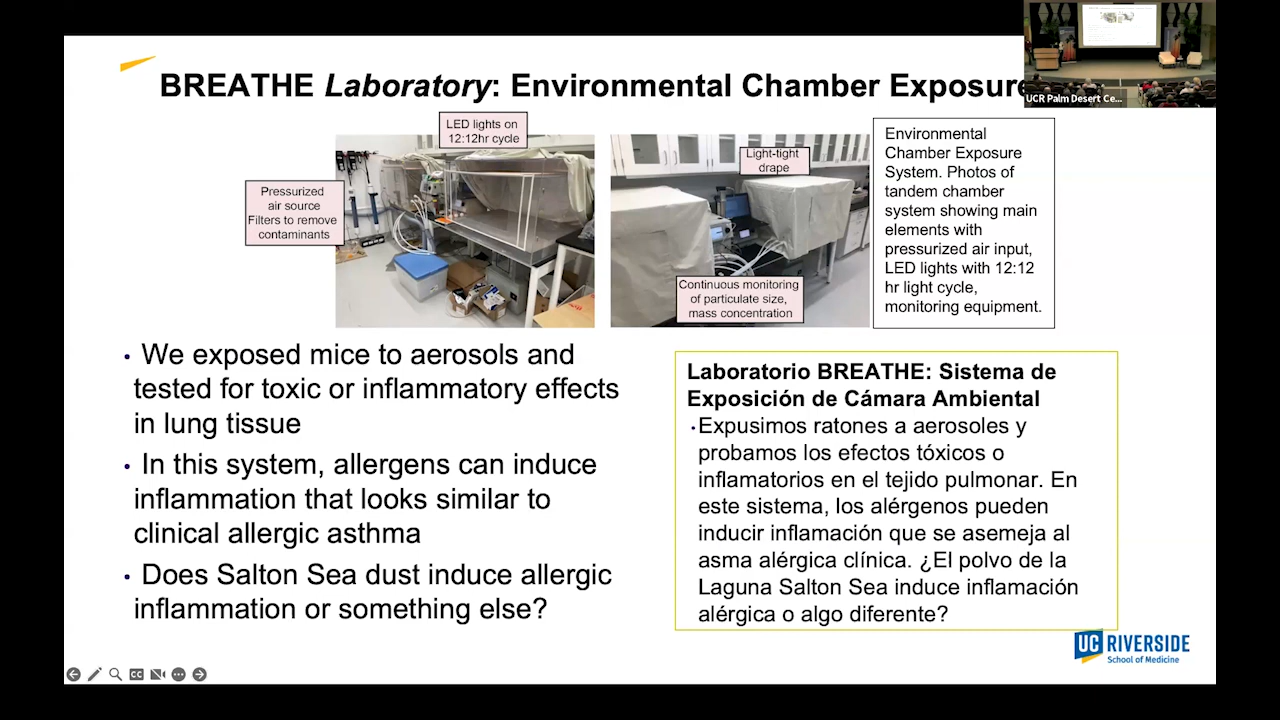 BREATHE Laboratory: Environmental Chamber Exposure
UCR Palm Desert Ce...
LED lights on
12:12hr cycle
Pressurized
air source
Filters to remove
contaminants
Light-tight
drape
Continuous monitoring
of particulate size,
mass concentration
Environmental
Chamber Exposure
System. Photos of
tandem chamber
system showing main
elements with
pressurized air input,
LED lights with 12:12
hr light cycle,
monitoring equipment.
• We exposed mice to aerosols and
tested for toxic or inflammatory effects
in lung tissue
• In this system, allergens can induce
inflammation that looks similar to
clinical allergic asthma
• Does Salton Sea dust induce allergic
inflammation or something else?
Laboratorio BREATHE: Sistema de
Exposición de Cámara Ambiental
•Expusimos ratones a aerosoles y
probamos los efectos tóxicos o
inflamatorios en el tejido pulmonar. En
este sistema, los alérgenos pueden
inducir inflamación que se asemeja al
asma alérgica clínica. ¿El polvo de la
Laguna Salton Sea induce inflamación
alérgica o algo diferente?
UC RIVERSIDE
School of Medicine
CC